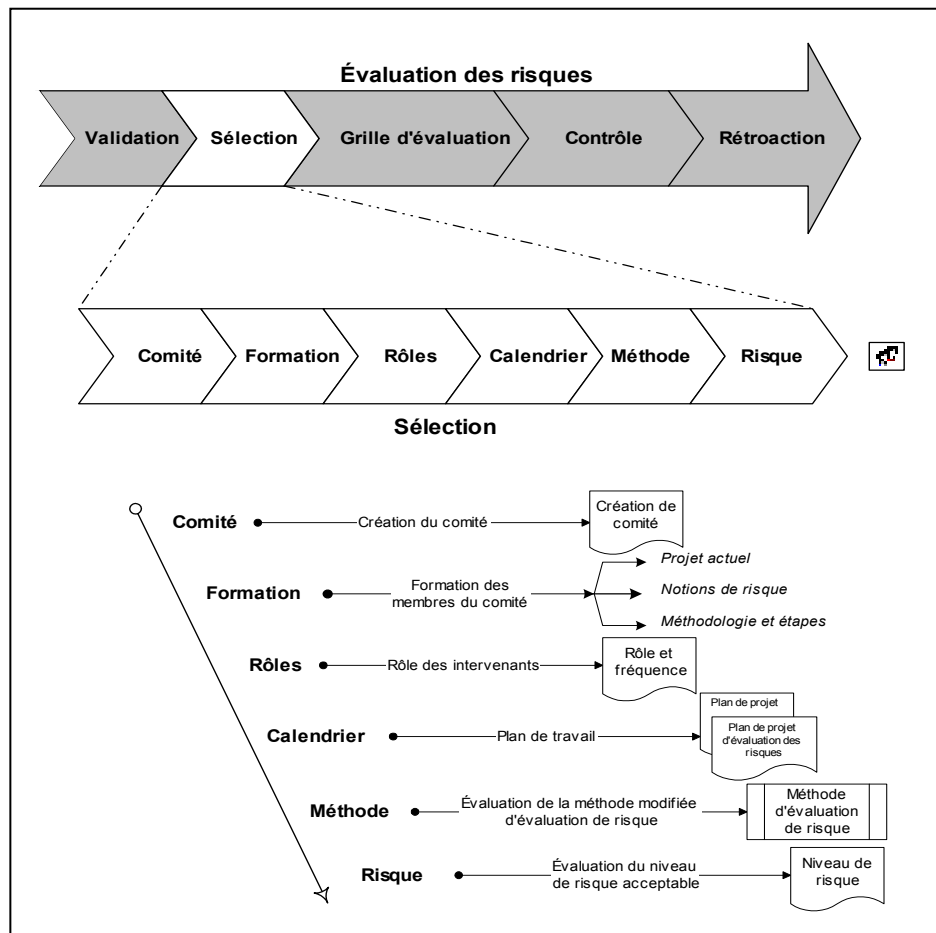 Évaluation des risques
Validation
Sélection
Grille d'évaluation
Contrôle
Rétroaction
Comité
Formation
Rôles
Calendrier
Méthode
Risque
Sélection
Comité
Création du comité
Création de
comité
Formation
Formation des
membres du comité
Projet actuel
Notions de risque
Méthodologie et étapes
Rôles
Rôle des intervenants
Rôle et
fréquence
Calendrier
Plan de travail
Plan de projet
Plan de projet
d'évaluation des
risques
Méthode
Évaluation de la méthode modifiée
d'évaluation de risque
Méthode
d'évaluation
de risque
Risque
Évaluation du niveau
de risque acceptable
Niveau de
risque